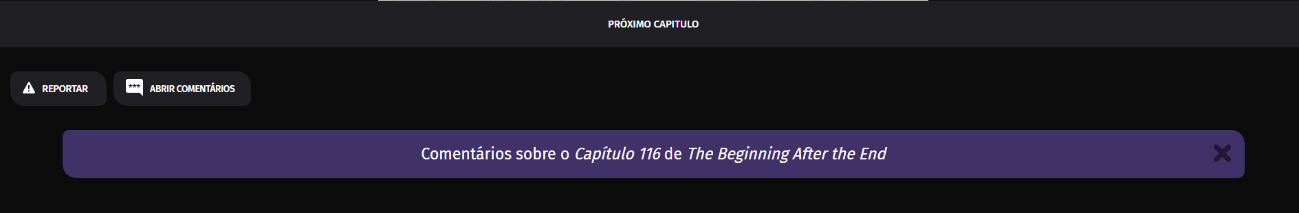 PRÓXIMO CAPITULO
REPORTAR
ABRIR COMENTÁRIOS
Comentários sobre o Capítulo 116 de The Beginning After the End